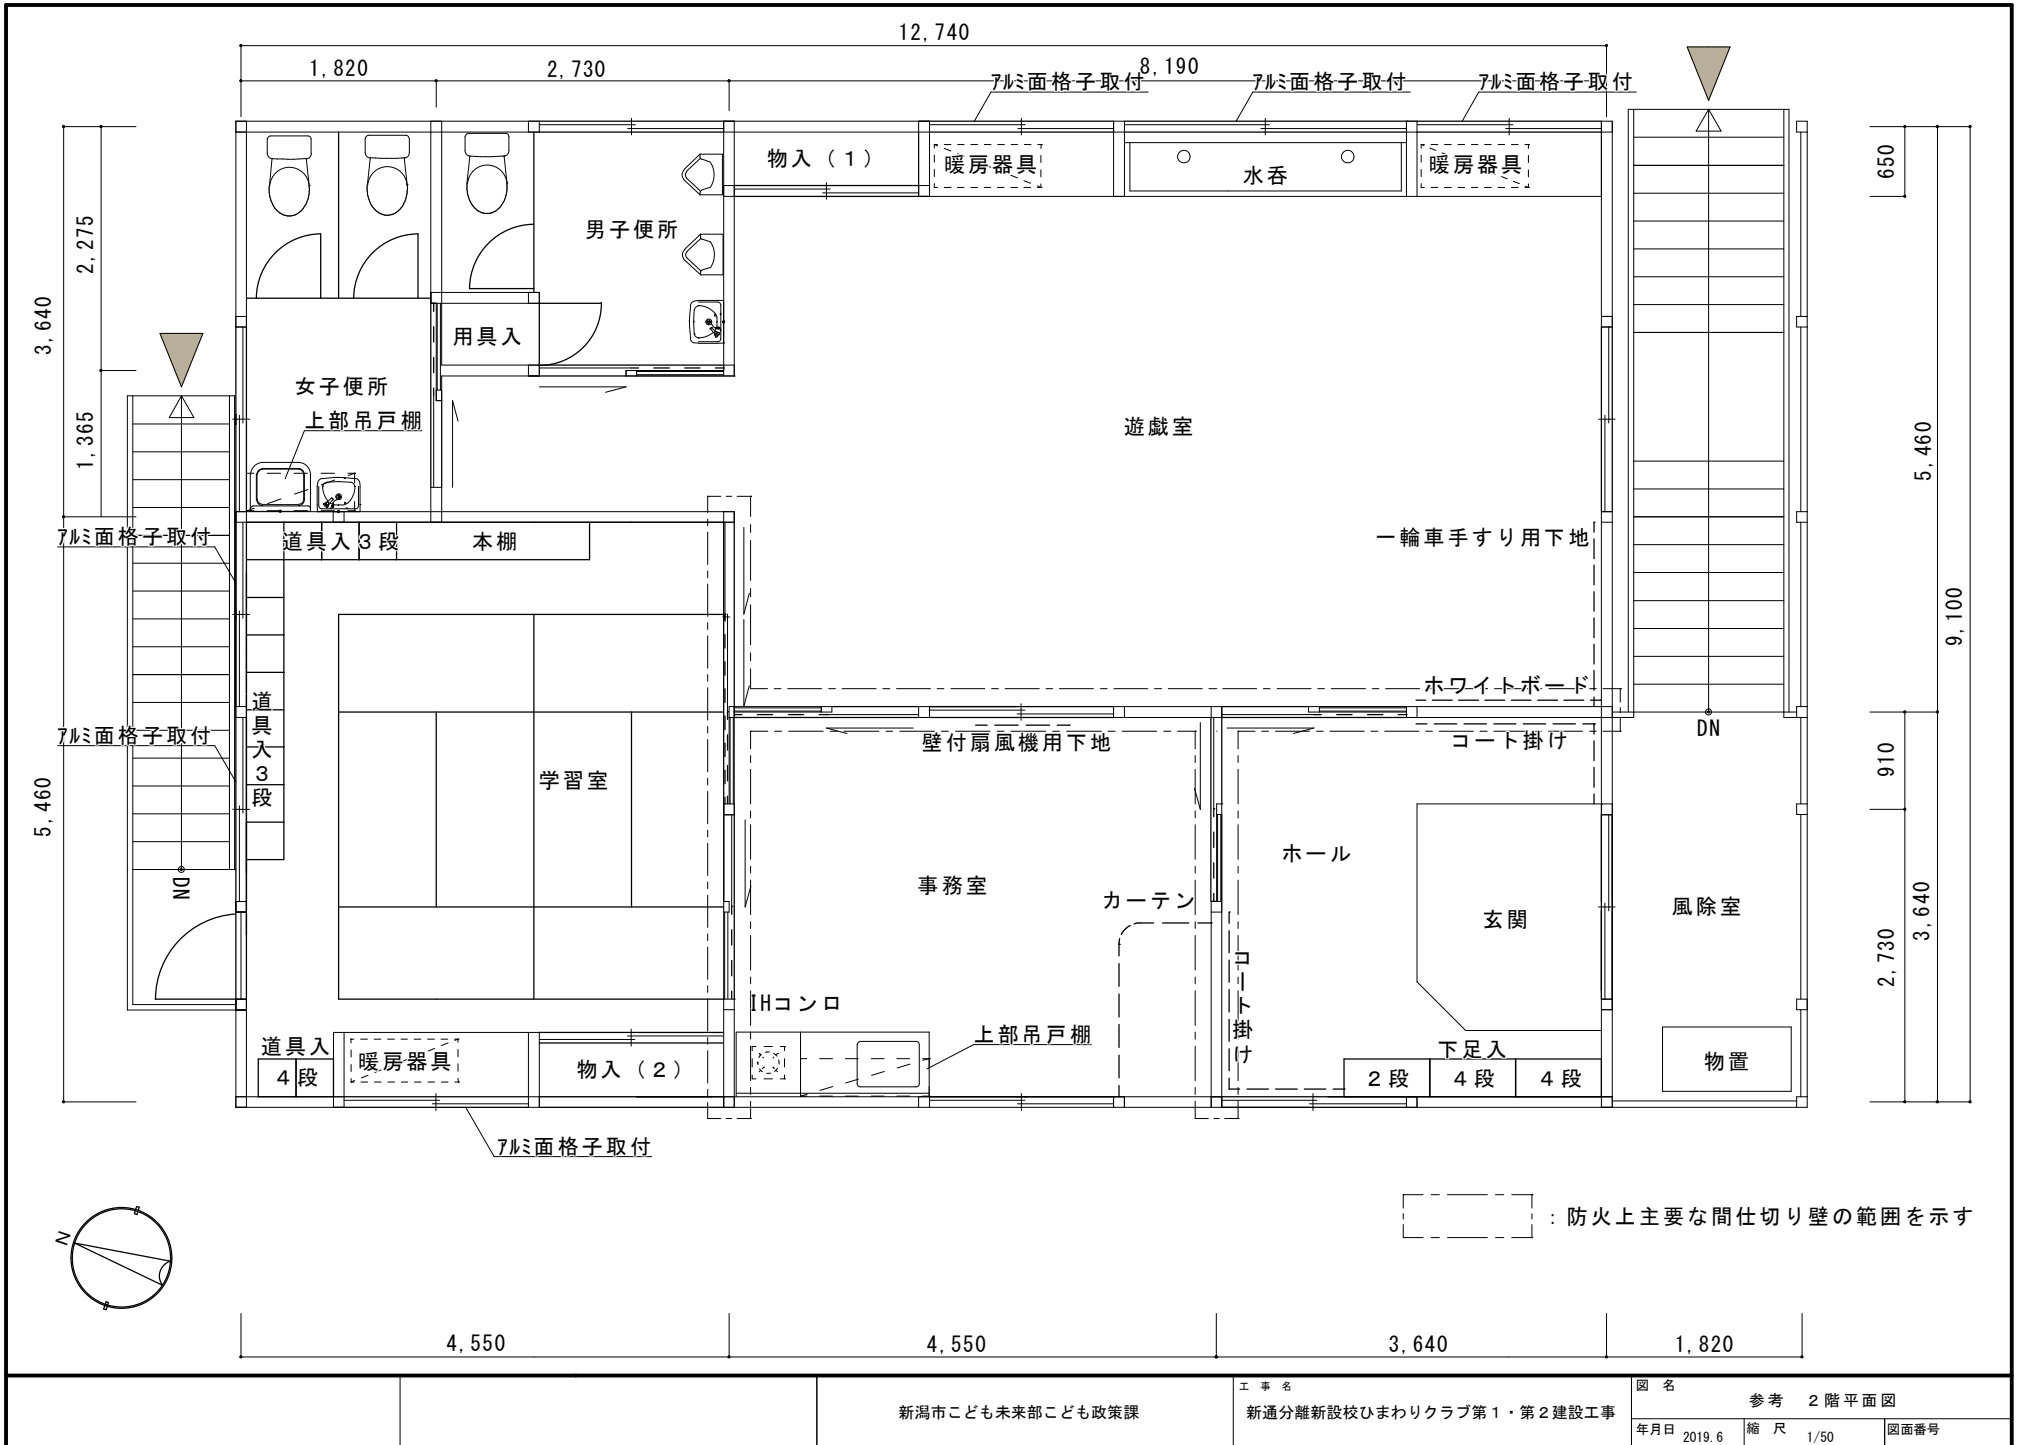 12,740
1,820
2,730
8,190
ｱﾙﾐ面格子取付
ｱﾙﾐ面格子取付
ｱﾙﾐ面格子取付
物入（１）
暖房器具
水呑
暖房器具
650
男子便所
2,275
3,640
用具入
女子便所
上部吊戸棚
1,365
遊戯室
5,460
9,100
ｱﾙﾐ面格子取付
道具入３段
本棚
一輪車手すり用下地
ホワイトボード
道具入３段
ｱﾙﾐ面格子取付
壁付扇風機用下地
コート掛け
DN
910
学習室
5,460
ホール
事務室
カーテン
玄関
風除室
3,640
2,730
DN
コート掛け
IHコンロ
上部吊戸棚
道具入
４段
暖房器具
物入（２）
下足入
２段
４段
４段
物置
ｱﾙﾐ面格子取付
N
：防火上主要な間仕切り壁の範囲を示す
4,550
4,550
3,640
1,820
新潟市こども未来部こども政策課
工事名
新通分離新設校ひまわりクラブ第１・第２建設工事
図名
参考　２階平面図
年月日 2019.6
縮尺 1/50
図面番号